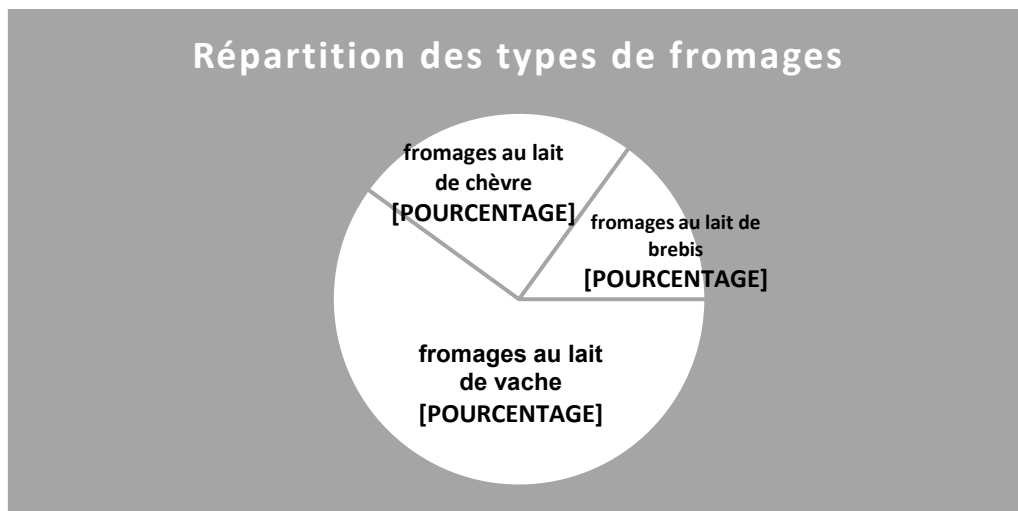 Répartition des types de fromages
fromages au lait
de chèvre
[POURCENTAGE]
fromages au lait de
brebis
[POURCENTAGE]
fromages au lait
de vache
[POURCENTAGE]